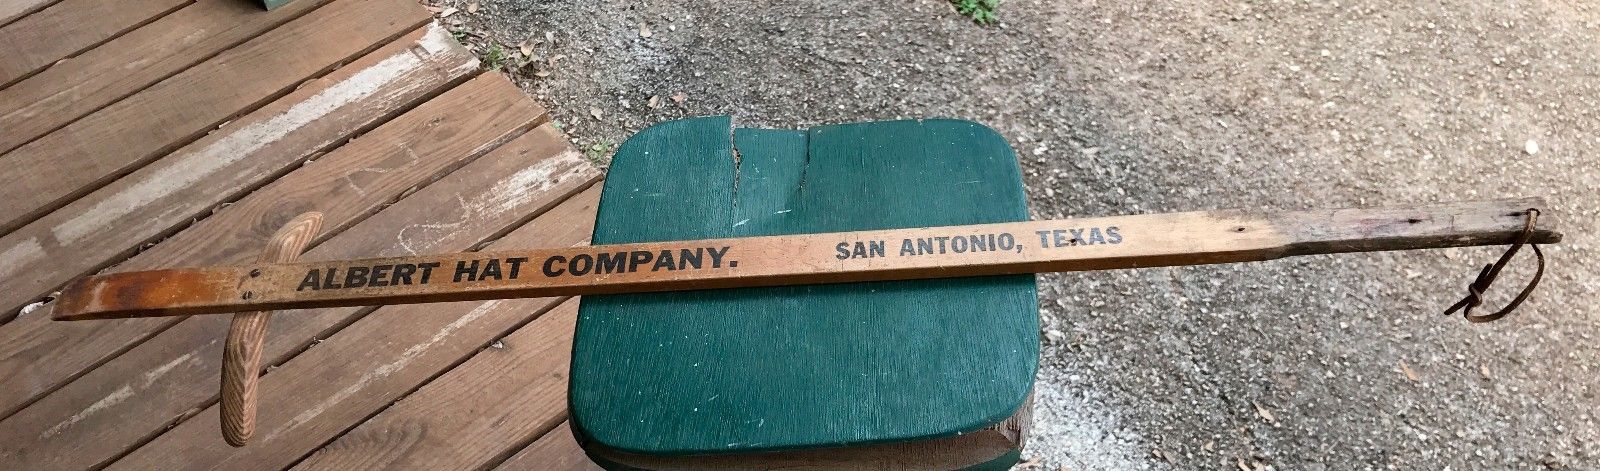 ALBERT HAT COMPANY. SAN ANTONIO, TEXAS